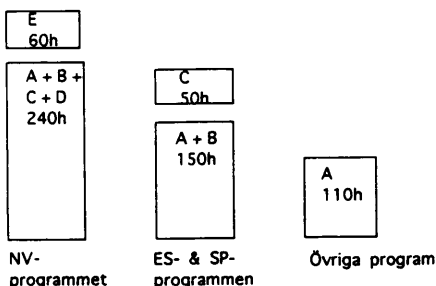 E
60h
A + B +
C + D
240h
NV-
programmet
C
50h
A + B
150h
ES- & SP-
programmen
A
110h
Övriga program